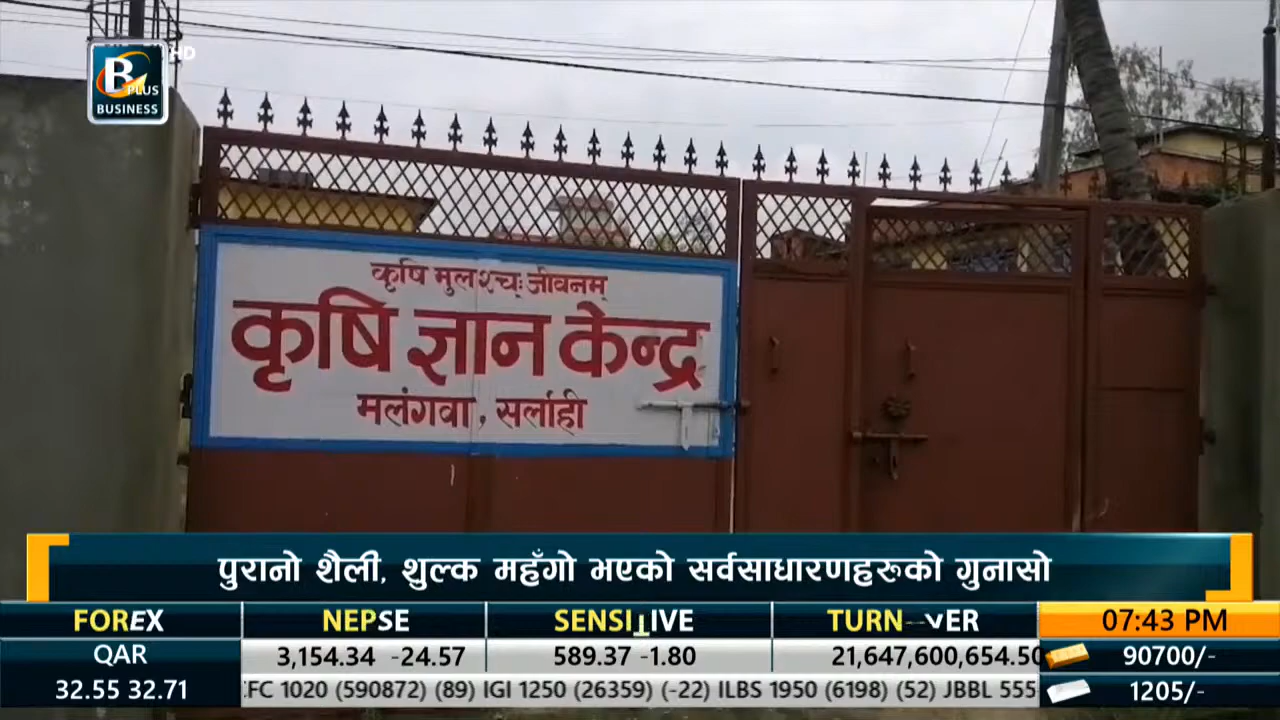 B PLUS
BUSINESS
HD
कृषि मुलश्च: जीवनम्
कृषि ज्ञान केन्द्र
मलंगवा, सर्लाही
पुरानो शैली, शुल्क महँगो भएको सर्वसाधारणहरुको गुनासो
FOREX NEPSE SENSITIVE TURNOVER 07:43 PM
QAR 3,154.34 -24.57 589.37 -1.80 21,647,600,654.50 90700/-
32.55 32.71 CFC 1020 (590872) (89) IGI 1250 (26359) (-22) ILBS 1950 (6198) (52) JBBL 555 1205/-